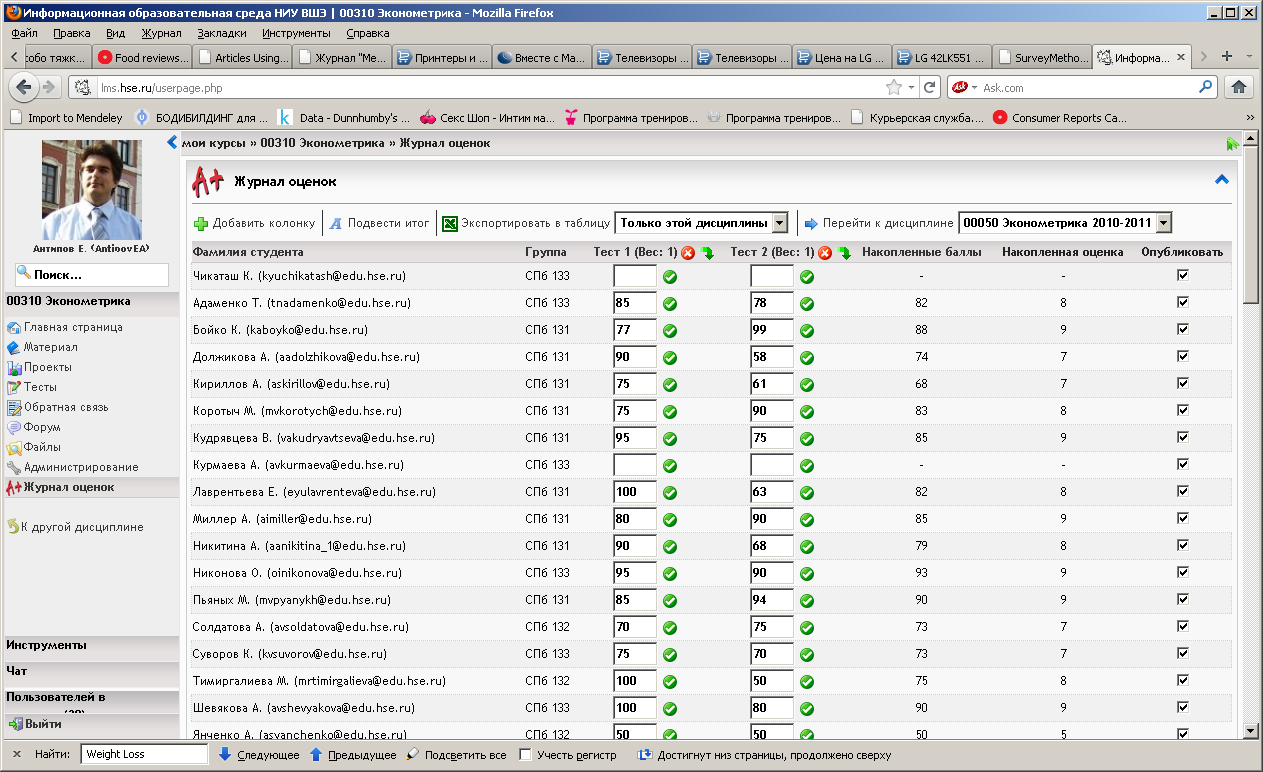 Информационная образовательная среда НИУ ВШЭ | 00310 Эконометрика - Mozilla Firefox
Файл Правка Вид Журнал Закладки Инструменты Справка
собо тяжк... Food reviews... Articles Using... Журнал "Ме... Принтеры и ... Вместе с Ма... Телевизоры ... Телевизоры ... Цена на LG ... LG 42LK551 ... SurveyMetho... Информа...
lms.hse.ru/userpage.php Ask Ask.com
Import to Mendeley БОДИБИЛДИНГ для ... k Data - Dunnhumby's ... Секс Шоп - Интим ма... Программа трениров... Программа трениров... Курьерская служба.... Consumer Reports Ca...
мои курсы » 00310 Эконометрика » Журнал оценок
A+ Журнал оценок
Добавить колонку Подвести итог Экспортировать в таблицу Только этой дисциплины Перейти к дисциплине 00050 Эконометрика 2010-2011
Антипов Е. (AntipovEA)
Поиск...
00310 Эконометрика
Главная страница
Материал
Проекты
Тесты
Обратная связь
Форум
Файлы
Администрирование
A+ Журнал оценок
К другой дисциплине
Инструменты
Чат
Пользователей в
Выйти
Фамилия студента Группа Тест 1 (Вес: 1) Тест 2 (Вес: 1) Накопленные баллы Накопленная оценка Опубликовать
Чикаташ К. (kyuchikatash@edu.hse.ru) СПб 133 - -
Адаменко Т. (tnadamenko@edu.hse.ru) СПб 133 85 78 82 8
Бойко К. (kaboyko@edu.hse.ru) СПб 131 77 99 88 9
Должикова А. (aadolzhikova@edu.hse.ru) СПб 131 90 58 74 7
Кириллов А. (askirillov@edu.hse.ru) СПб 131 75 61 68 7
Коротыч М. (mvkorotych@edu.hse.ru) СПб 131 75 90 83 8
Кудрявцева В. (vakudryavtseva@edu.hse.ru) СПб 131 95 75 85 9
Курмаева А. (avkurmaeva@edu.hse.ru) СПб 133 - -
Лаврентьева Е. (eyulavrenteva@edu.hse.ru) СПб 131 100 63 82 8
Миллер А. (aimiller@edu.hse.ru) СПб 131 80 90 85 9
Никитина А. (aanikitina_1@edu.hse.ru) СПб 131 90 68 79 8
Никонова О. (oinikonova@edu.hse.ru) СПб 133 95 90 93 9
Пьяных М. (mvpyanykh@edu.hse.ru) СПб 131 85 94 90 9
Солдатова А. (avsoldatova@edu.hse.ru) СПб 132 70 75 73 7
Суворов К. (kvsuvorov@edu.hse.ru) СПб 133 75 70 73 7
Тимиргалиева М. (mrtimirgalieva@edu.hse.ru) СПб 132 100 50 75 8
Шевякова А. (avshevyakova@edu.hse.ru) СПб 133 100 80 90 9
Янченко А. (asyanchenko@edu.hse.ru) СПб 132 50 50 50 5
Найти: Weight Loss Следующее Предыдущее Подсветить все Учесть регистр Достигнут низ страницы, продолжено сверху